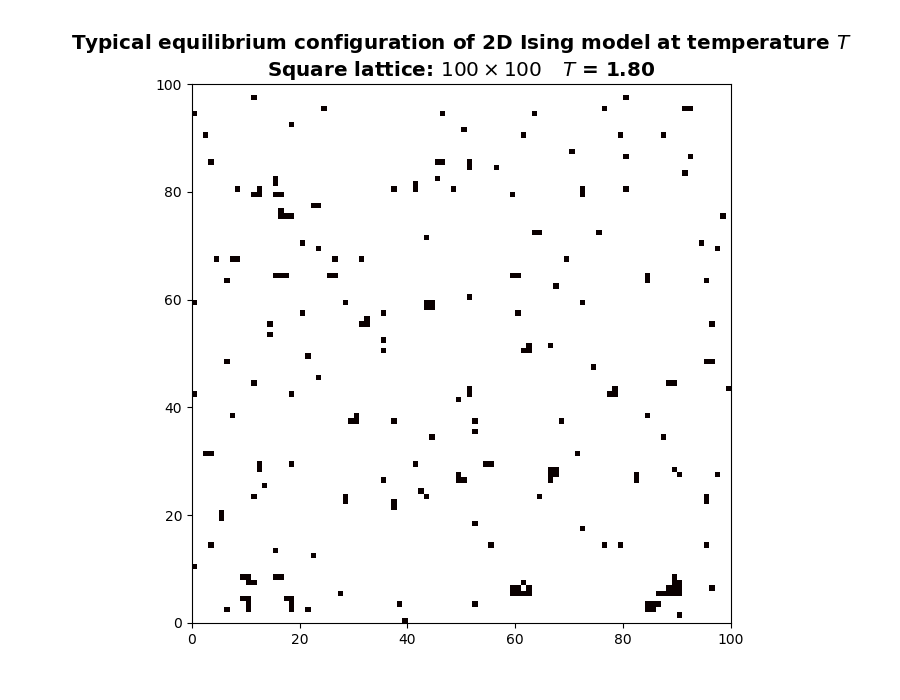 Typical equilibrium configuration of 2D Ising model at temperature T
Square lattice: 100 × 100 T = 1.80
100
80
60
40
20
0
0 20 40 60 80 100